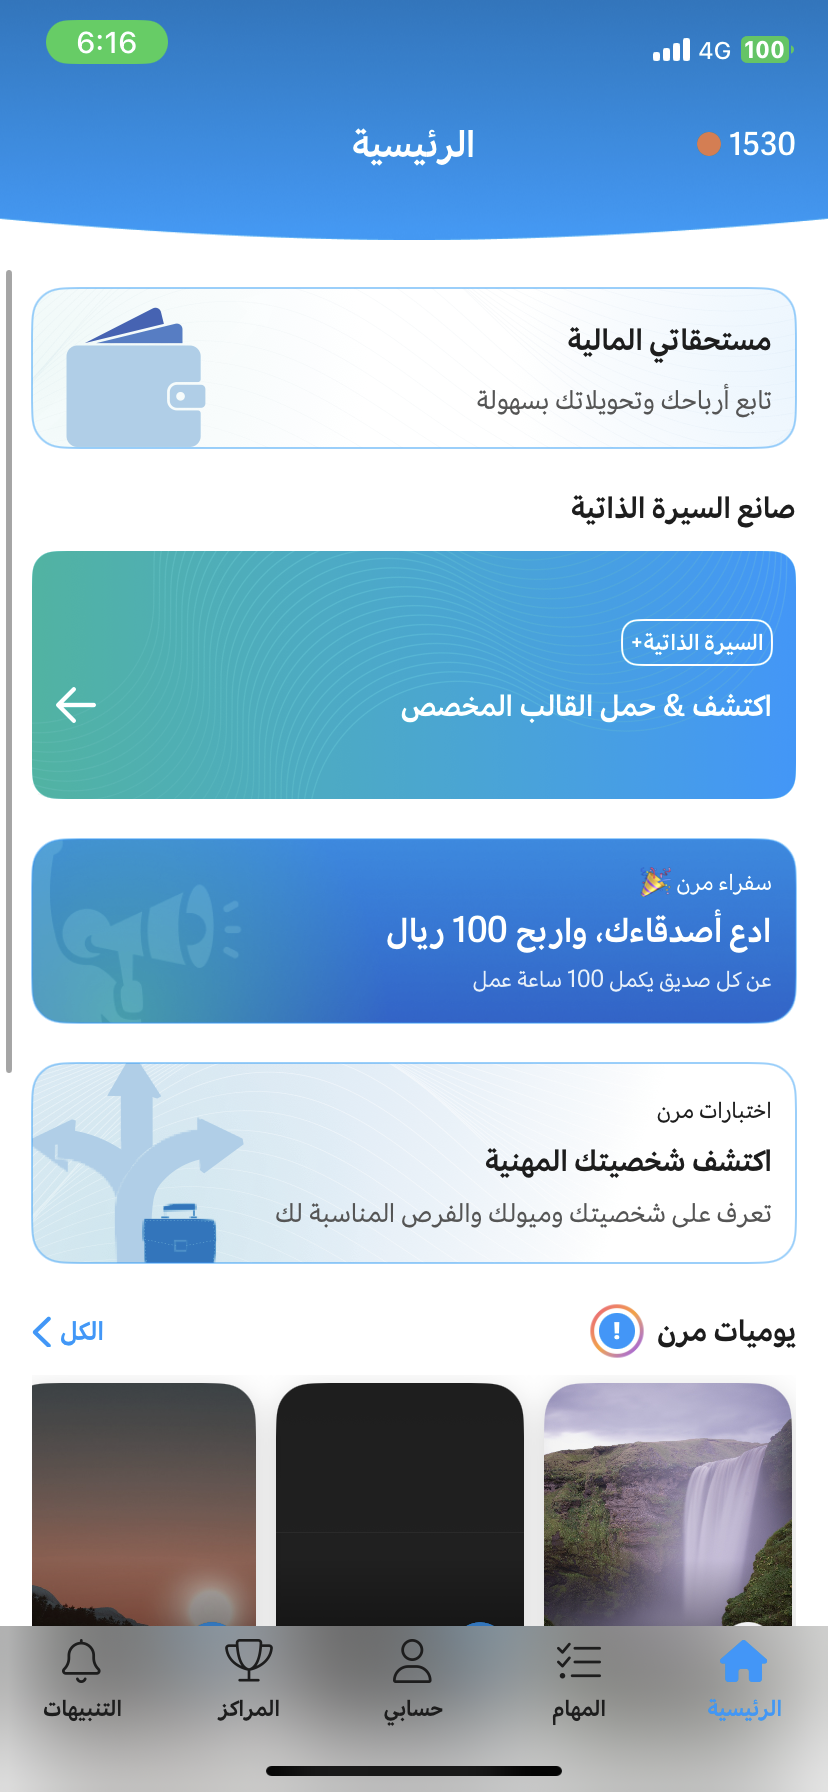 6:16
4G 100
الرئيسية
1530
مستحقاتي المالية
تابع أرباحك وتحويلاتك بسهولة
صانع السيرة الذاتية
السيرة الذاتية+
اكتشف & حمل القالب المخصص
سفراء مرن 🎉
ادع أصدقاءك، واربح 100 ريال
عن كل صديق يكمل 100 ساعة عمل
اختبارات مرن
اكتشف شخصيتك المهنية
تعرف على شخصيتك وميولك والفرص المناسبة لك
يوميات مرن
الكل
الرئيسية
المهام
حسابي
المراكز
التنبيهات